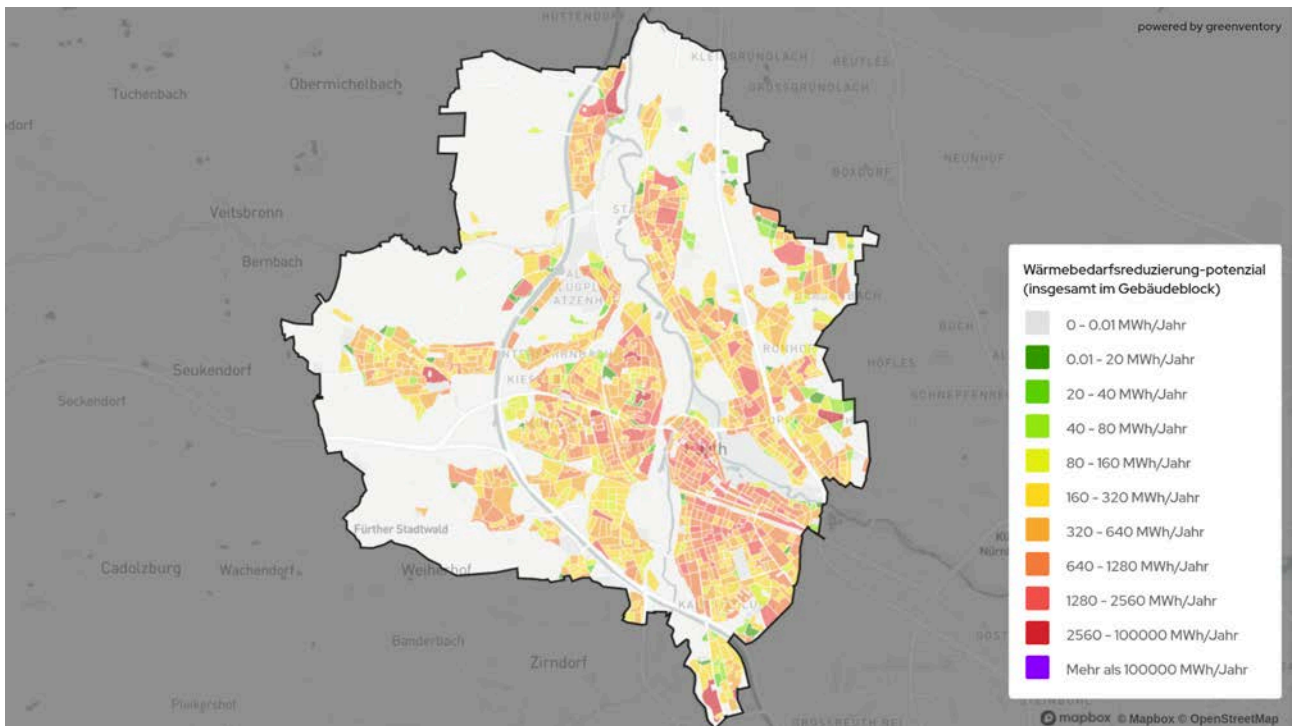 HÜTTENDORF
powered by greenventory
KLEINGRÜNDLACH
REUTLES
Obermichelbach
Tuchenbach
GROSSGRÜNDLACH
NEUNHOF
BOXDORF
Veitsbronn
Bernbach
BUCH
HÖFLES
Seukendorf
Fürther Stadtwald
Cadolzburg
Wachendorf
Weiherhof
Banderbach
Zirndorf
Wärmebedarfsreduzierung-potenzial
(insgesamt im Gebäudeblock)
0 - 0.01 MWh/Jahr
0.01 - 20 MWh/Jahr
20 - 40 MWh/Jahr
40 - 80 MWh/Jahr
80 - 160 MWh/Jahr
160 - 320 MWh/Jahr
320 - 640 MWh/Jahr
640 - 1280 MWh/Jahr
1280 - 2560 MWh/Jahr
2560 - 100000 MWh/Jahr
Mehr als 100000 MWh/Jahr
mapbox © Mapbox © OpenStreetMap